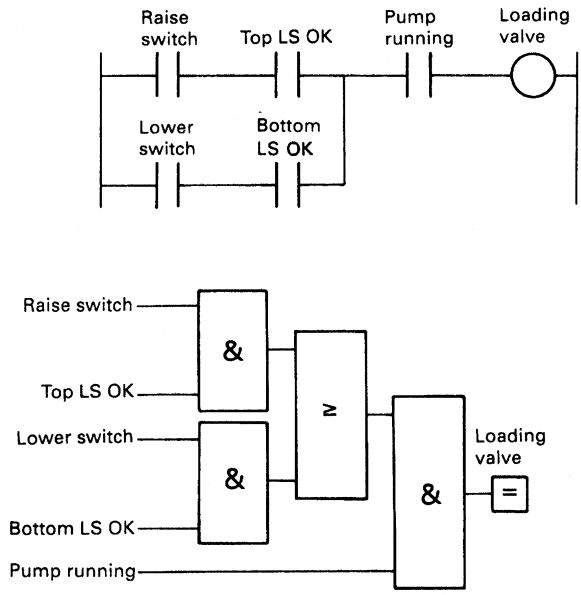 Raise
switch
Top LS OK
Pump
running
Loading
valve
Lower
switch
Bottom
LS OK
Raise switch
&
Top LS OK
≥
Lower switch
&
Bottom LS OK
&
Loading
valve
=
Pump running